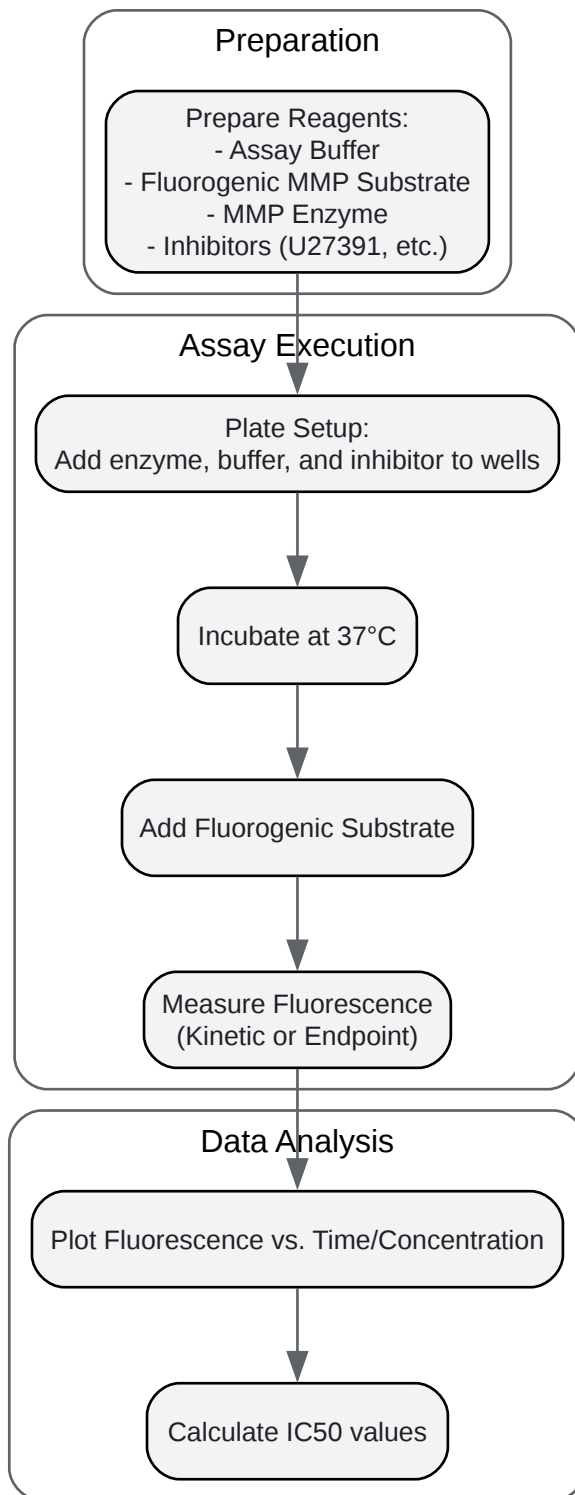 Preparation
Prepare Reagents:
- Assay Buffer
- Fluorogenic MMP Substrate
- MMP Enzyme
- Inhibitors (U27391, etc.)
Assay Execution
Plate Setup:
Add enzyme, buffer, and inhibitor to wells
Incubate at 37°C
Add Fluorogenic Substrate
Measure Fluorescence
(Kinetic or Endpoint)
Data Analysis
Plot Fluorescence vs. Time/Concentration
Calculate IC50 values